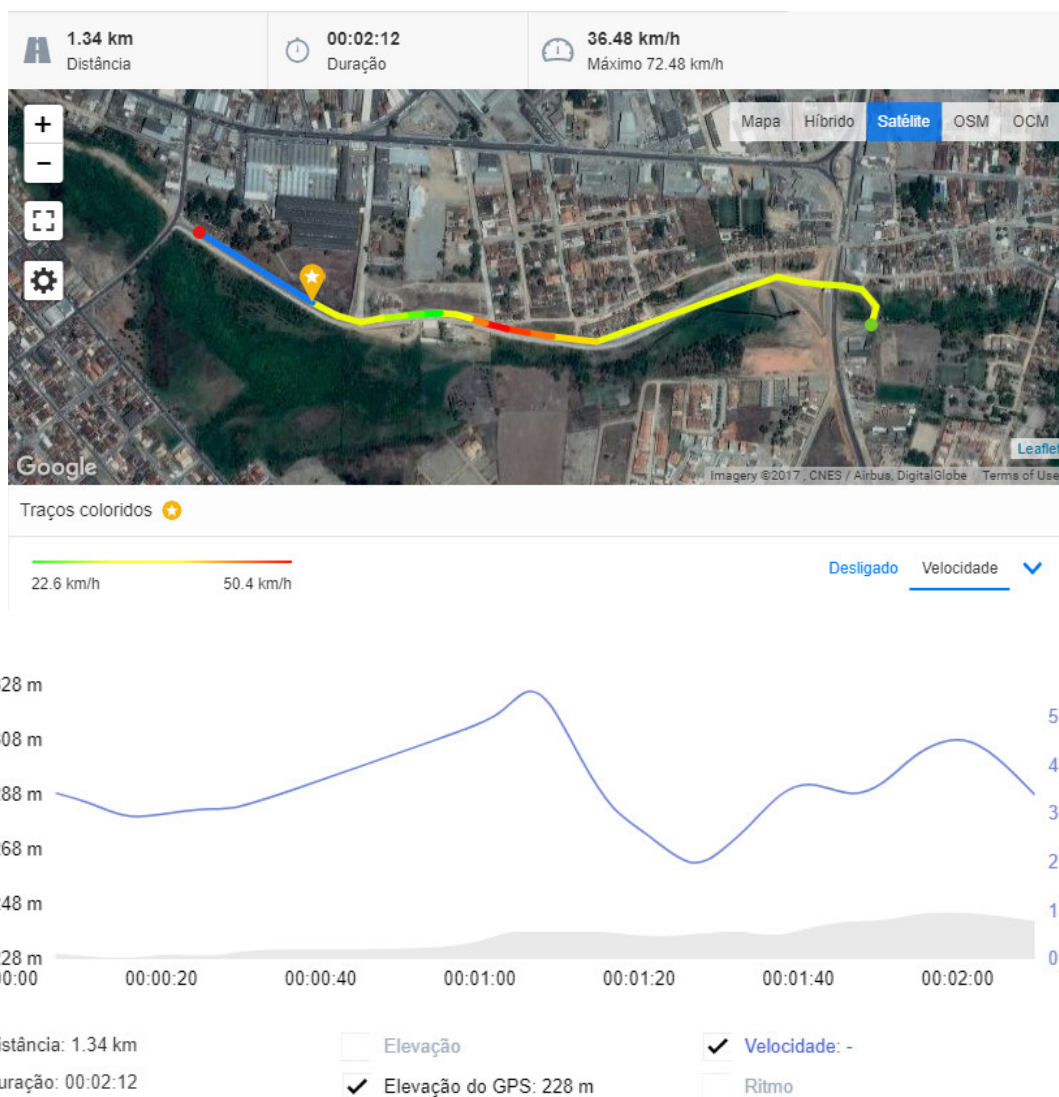 1.34 km
Distância
00:02:12
Duração
36.48 km/h
Máximo 72.48 km/h
+
−
Mapa Híbrido Satélite OSM OCM
Google
Leaflet
Imagery ©2017 , CNES / Airbus, DigitalGlobe Terms of Use
Traços coloridos
22.6 km/h 50.4 km/h
Desligado Velocidade
28 m
5
08 m
4
88 m
3
68 m
2
48 m
1
28 m
0
00:00 00:00:20 00:00:40 00:01:00 00:01:20 00:01:40 00:02:00
istância: 1.34 km
Elevação
Velocidade: -
uração: 00:02:12
Elevação do GPS: 228 m
Ritmo